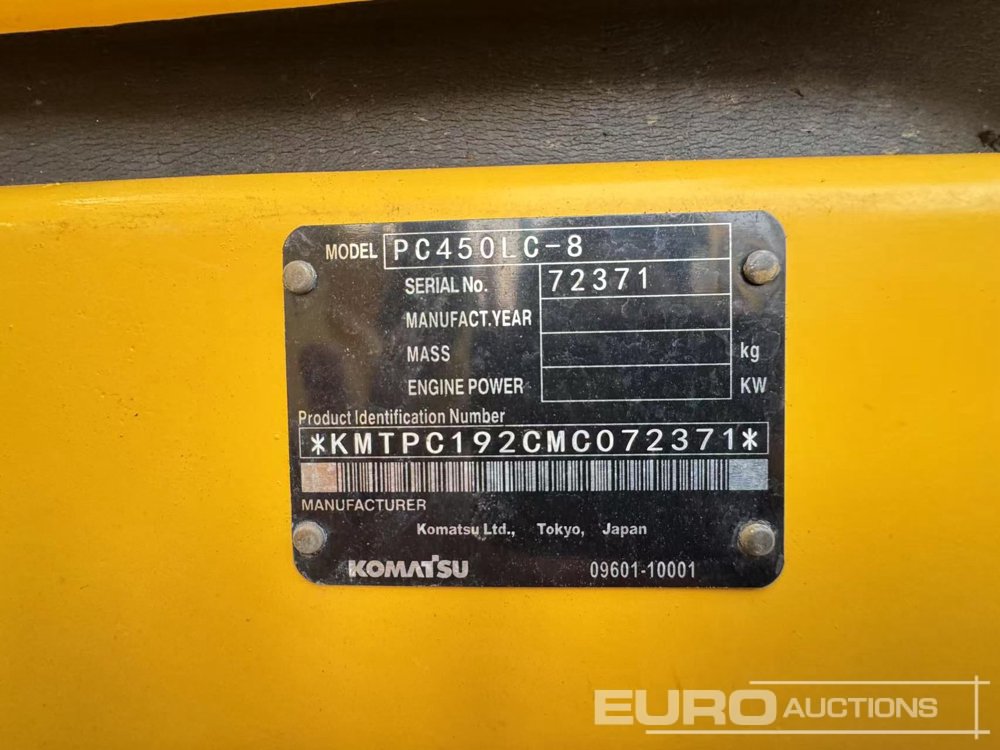 MODEL PC450LC-8
SERIAL No. 72371
MANUFACT.YEAR
MASS kg
ENGINE POWER KW
Product Identification Number
*KMTPC192CMC072371*
MANUFACTURER
Komatsu Ltd., Tokyo, Japan
KOMATSU 09601-10001
EURO AUCTIONS